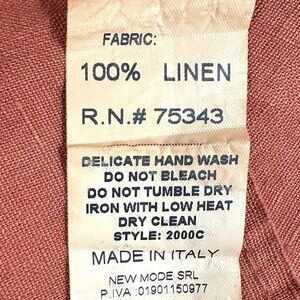 FABRIC:
100% LINEN
R.N.# 75343
DELICATE HAND WASH
DO NOT BLEACH
DO NOT TUMBLE DRY
IRON WITH LOW HEAT
DRY CLEAN
STYLE: 2000C
MADE IN ITALY
NEW MODE SRL
P.IVA :01901150977